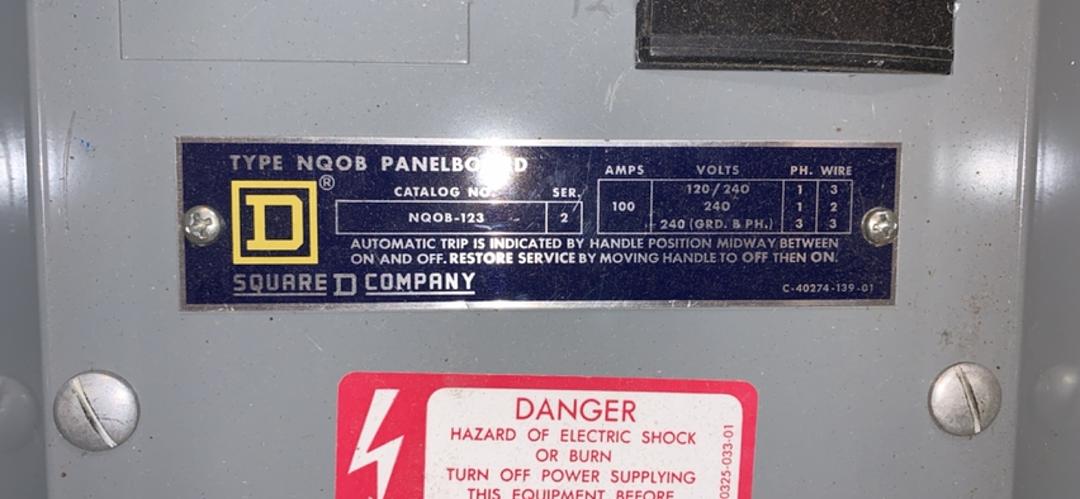 TYPE NQOB PANELBOARD
CATALOG NO. SER.
NQOB-123 2
AMPS VOLTS PH. WIRE
120/240 1 3
100 240 1 2
240 (GRD. B PH.) 3 3
D ®
AUTOMATIC TRIP IS INDICATED BY HANDLE POSITION MIDWAY BETWEEN
ON AND OFF. RESTORE SERVICE BY MOVING HANDLE TO OFF THEN ON.
SQUARE D COMPANY
C-40274-139-01
DANGER
HAZARD OF ELECTRIC SHOCK
OR BURN
TURN OFF POWER SUPPLYING
THIS EQUIPMENT BEFORE
0325-033-01